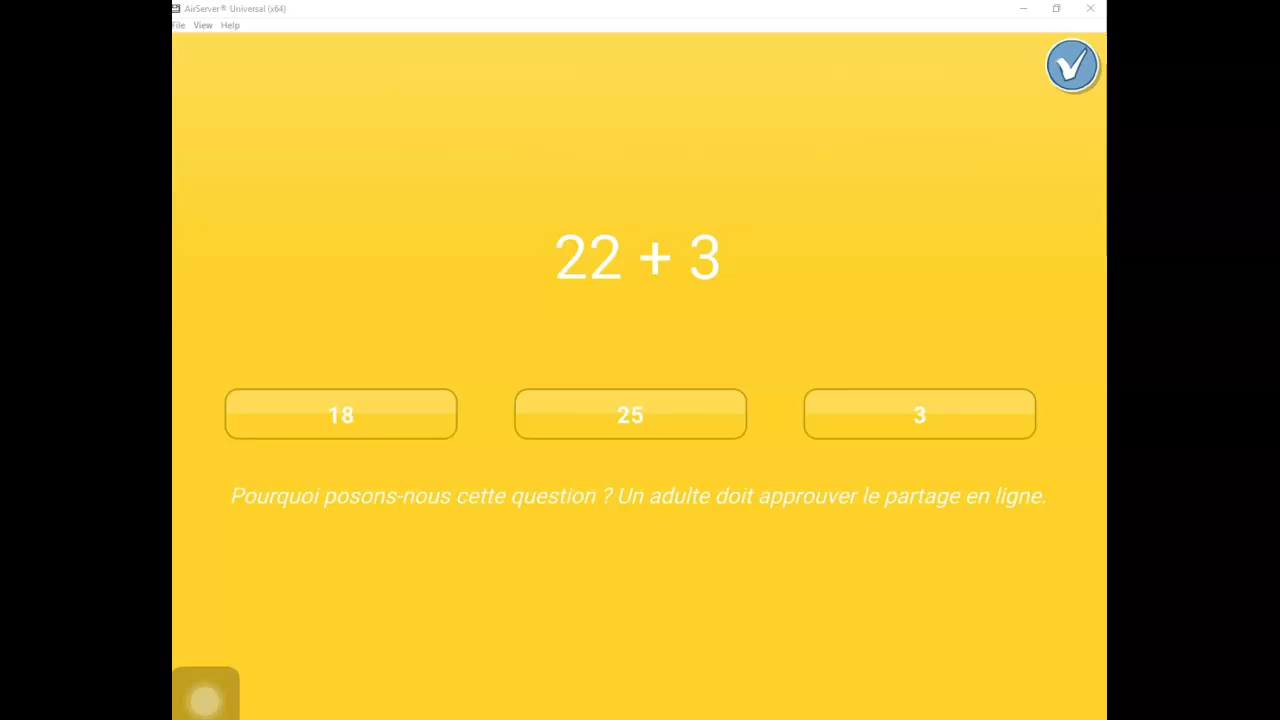 AirServer® Universal (x64)
File View Help
22 + 3
18 25 3
Pourquoi posons-nous cette question ? Un adulte doit approuver le partage en ligne.